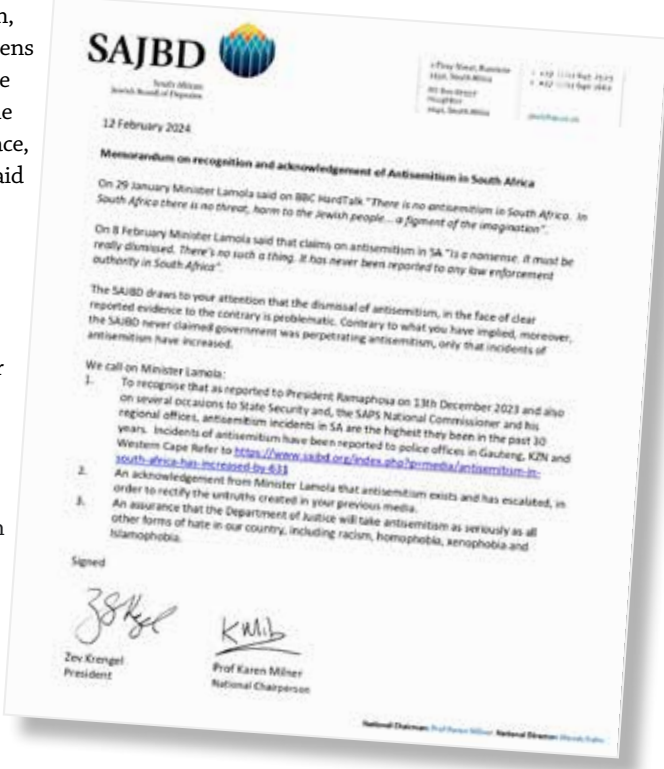 n,
ens
e
e
nce,
aid
r
n
SAJBD
South African
Jewish Board of Deputies
12 February 2024
Memorandum on recognition and acknowledgement of Antisemitism in South Africa
On 29 January Minister Lamola said on BBC HardTalk "There is no antisemitism in South Africa. In
South Africa there is no threat, harm to the Jewish people... a figment of the imagination".
On 8 February Minister Lamola said that claims on antisemitism in SA "is a nonsense. It must be
really dismissed. There's no such a thing. It has never been reported to any law enforcement
authority in South Africa".
The SAJBD draws to your attention that the dismissal of antisemitism, in the face of clear
reported evidence to the contrary is problematic. Contrary to what you have implied, moreover,
the SAJBD never claimed government was perpetrating antisemitism, only that incidents of
antisemitism have increased.
We call on Minister Lamola:
1. To recognise that as reported to President Ramaphosa on 13th December 2023 and also
on several occasions to State Security and, the SAPS National Commissioner and his
regional offices, antisemitism incidents in SA are the highest they been in the past 30
years. Incidents of antisemitism have been reported to police offices in Gauteng, KZN and
Western Cape Refer to https://www.sajbd.org/index.php?p=media/antisemitism-in-
south-africa-has-increased-by-631
2. An acknowledgement from Minister Lamola that antisemitism exists and has escalated, in
order to rectify the untruths created in your previous media.
3. An assurance that the Department of Justice will take antisemitism as seriously as all
other forms of hate in our country, including racism, homophobia, xenophobia and
Islamophobia.
Signed
Zev Krengel
President
Prof Karen Milner
National Chairperson
National Chairman: Prof Karen Milner National Director: